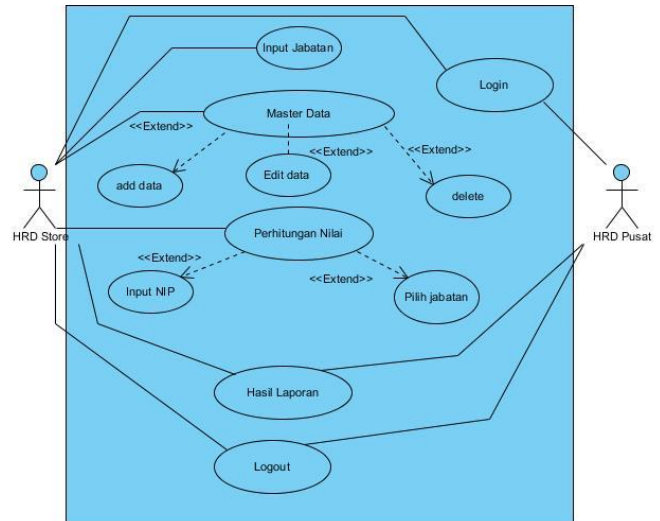 Input Jabatan
Login
Master Data
<<Extend>>
<<Extend>>
<<Extend>>
add data
Edit data
delete
HRD Store
HRD Pusat
Perhitungan Nilai
<<Extend>>
<<Extend>>
Input NIP
Pilih jabatan
Hasil Laporan
Logout